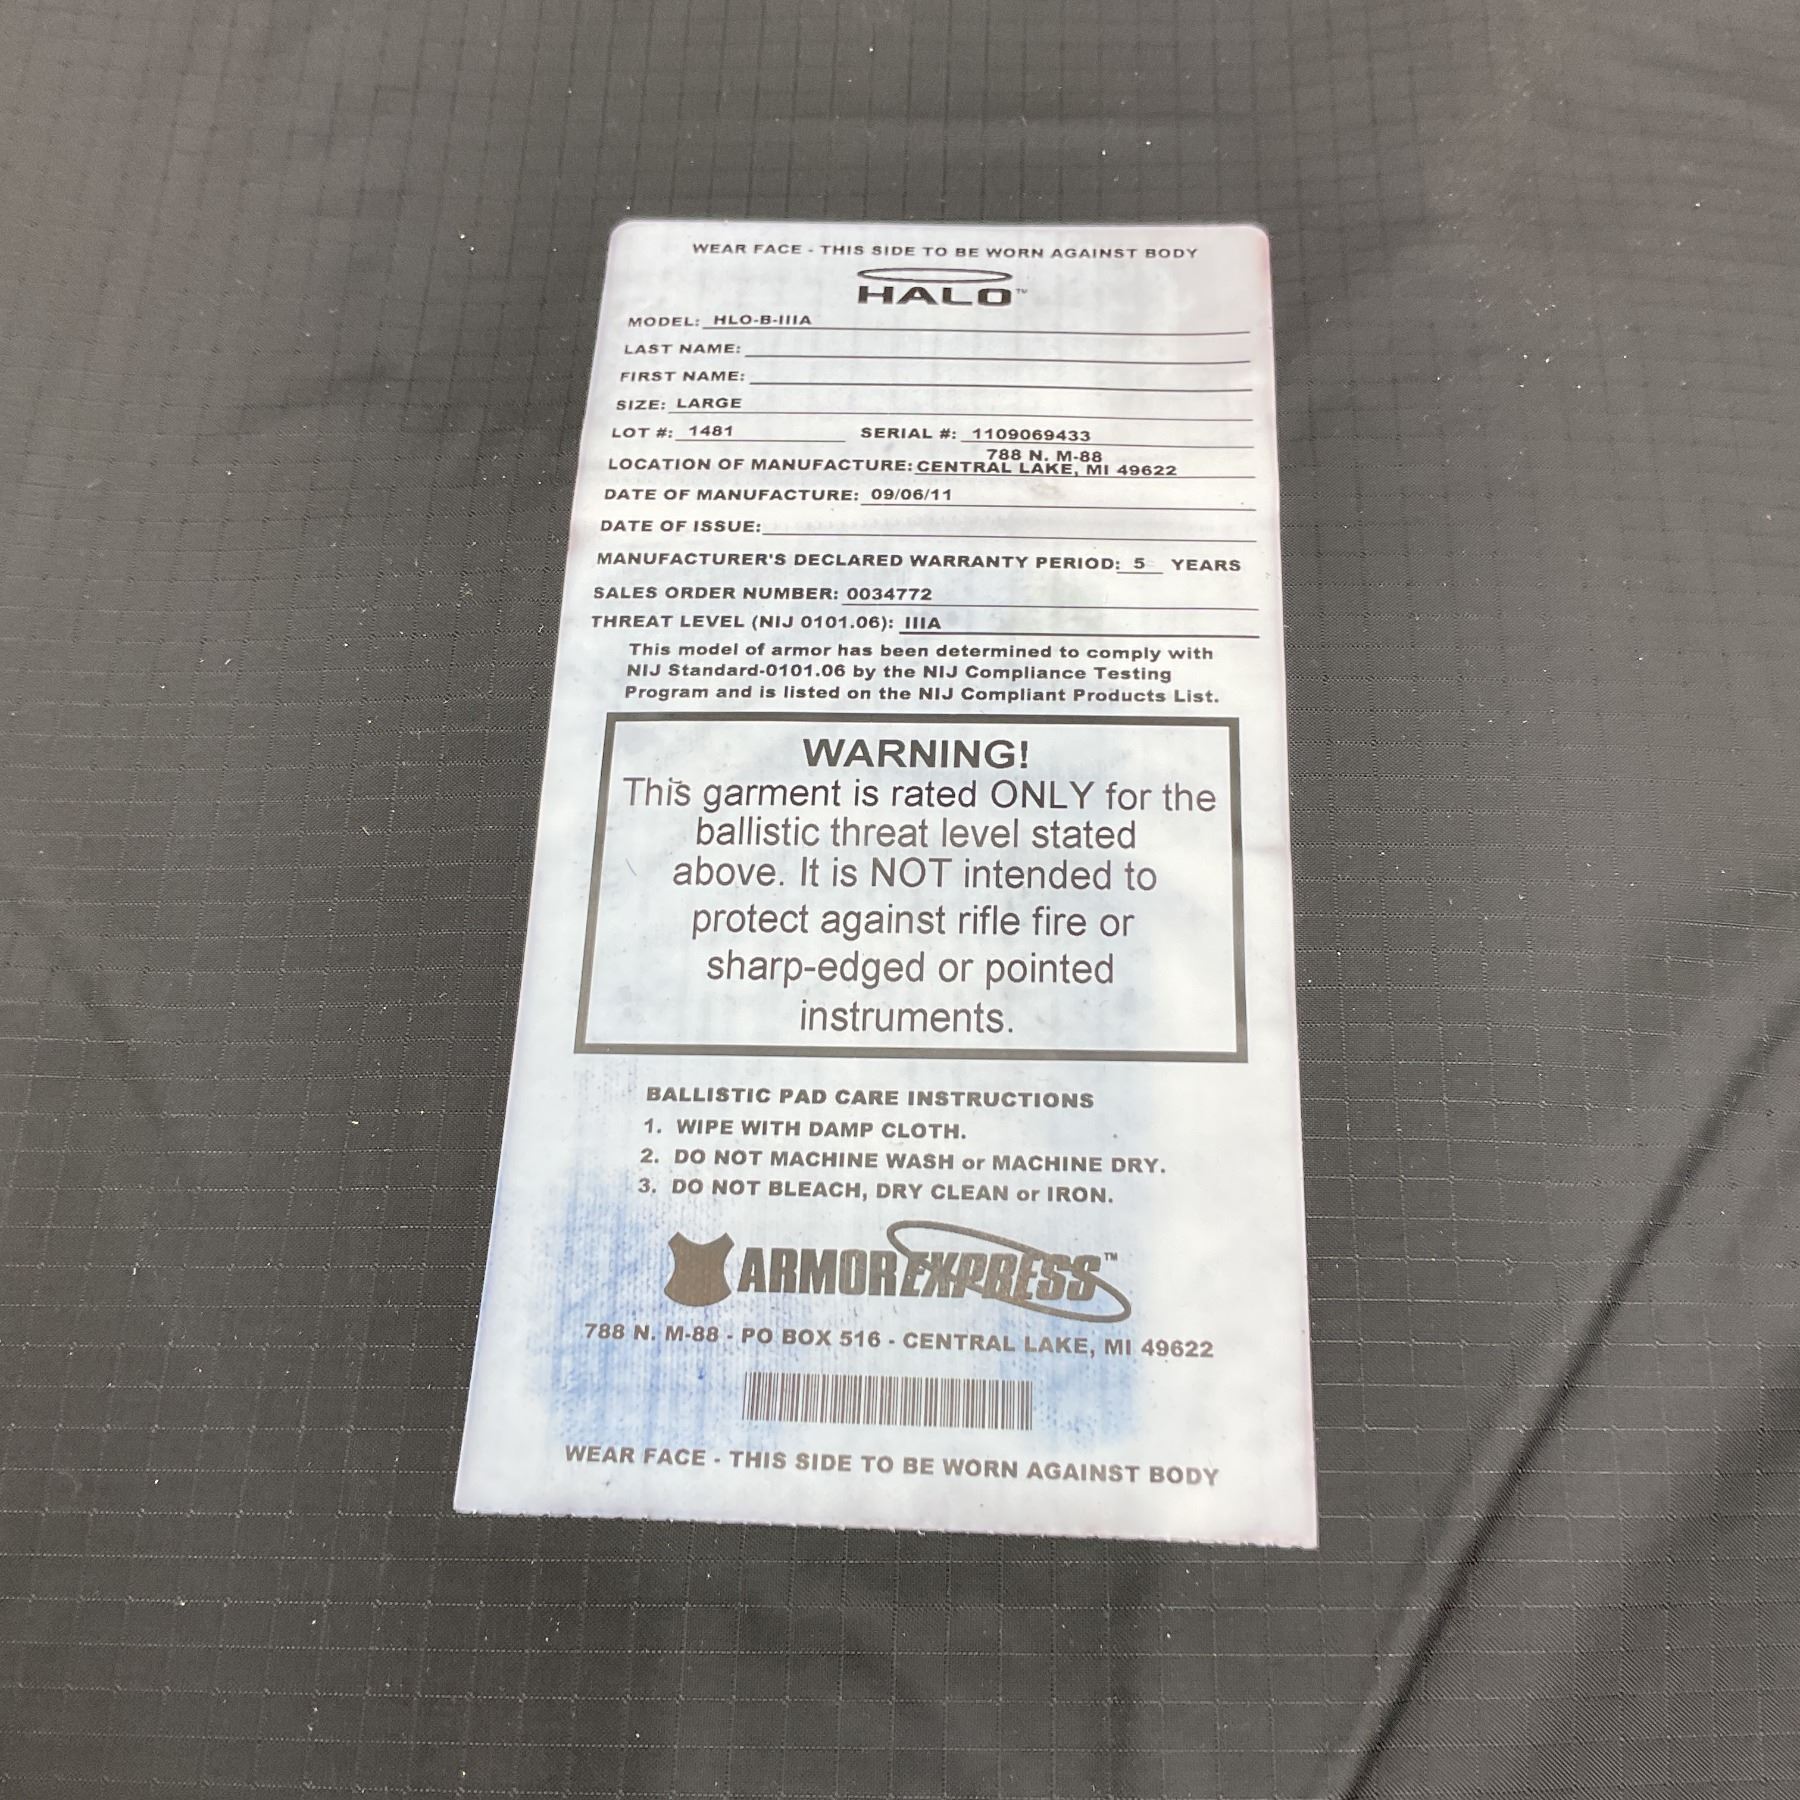 WEAR FACE - THIS SIDE TO BE WORN AGAINST BODY
HALO™
MODEL: HLO-B-IIIA
LAST NAME:
FIRST NAME:
SIZE: LARGE
LOT #: 1481 SERIAL #: 1109069433
788 N. M-88
LOCATION OF MANUFACTURE: CENTRAL LAKE, MI 49622
DATE OF MANUFACTURE: 09/06/11
DATE OF ISSUE:
MANUFACTURER'S DECLARED WARRANTY PERIOD: 5 YEARS
SALES ORDER NUMBER: 0034772
THREAT LEVEL (NIJ 0101.06): IIIA
This model of armor has been determined to comply with
NIJ Standard-0101.06 by the NIJ Compliance Testing
Program and is listed on the NIJ Compliant Products List.
WARNING!
This garment is rated ONLY for the
ballistic threat level stated
above. It is NOT intended to
protect against rifle fire or
sharp-edged or pointed
instruments.
BALLISTIC PAD CARE INSTRUCTIONS
1. WIPE WITH DAMP CLOTH.
2. DO NOT MACHINE WASH or MACHINE DRY.
3. DO NOT BLEACH, DRY CLEAN or IRON.
ARMOREXPRESS™
788 N. M-88 - PO BOX 516 - CENTRAL LAKE, MI 49622
WEAR FACE - THIS SIDE TO BE WORN AGAINST BODY